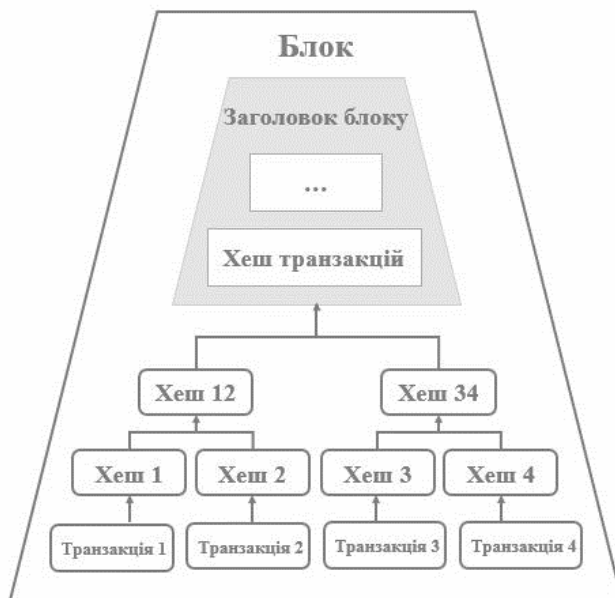 Блок
Заголовок блоку
...
Хеш транзакцій
Хеш 12
Хеш 34
Хеш 1
Хеш 2
Хеш 3
Хеш 4
Транзакція 1
Транзакція 2
Транзакція 3
Транзакція 4